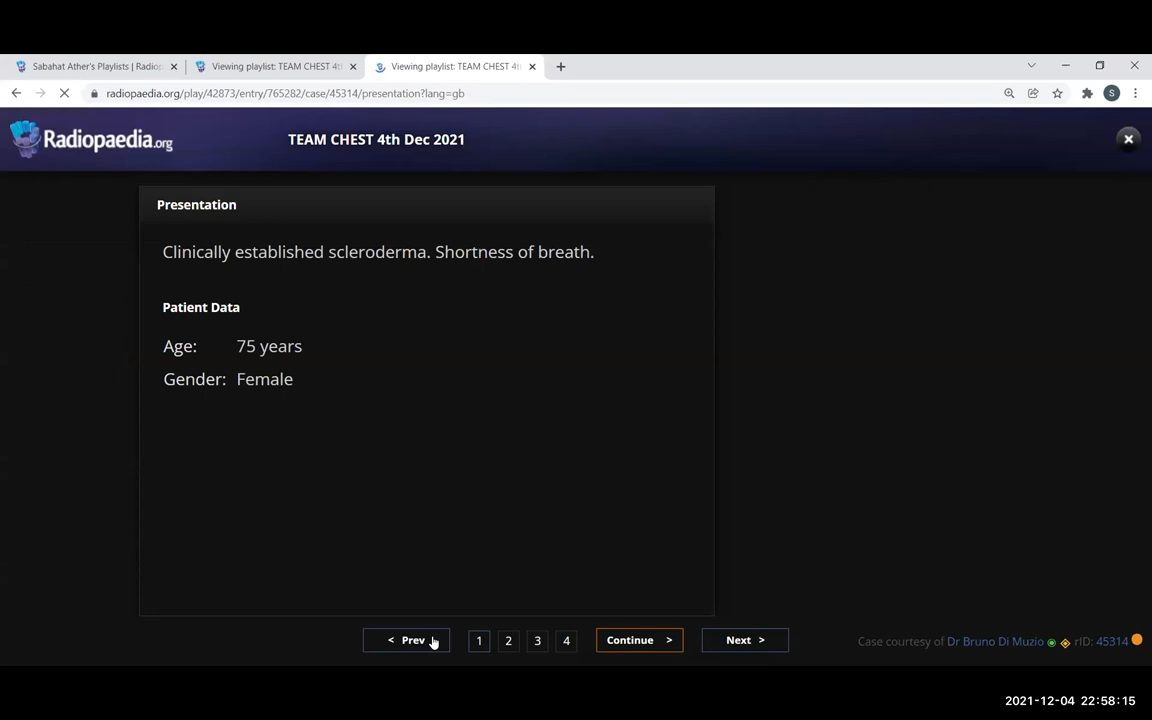 Sabahat Ather's Playlists | Radiop
Viewing playlist: TEAM CHEST 4th
Viewing playlist: TEAM CHEST 4th
radiopaedia.org/play/42873/entry/765282/case/45314/presentation?lang=gb
S
Radiopaedia.org
TEAM CHEST 4th Dec 2021
Presentation
Clinically established scleroderma. Shortness of breath.
Patient Data
Age: 75 years
Gender: Female
< Prev 1 2 3 4 Continue > Next >
Case courtesy of Dr Bruno Di Muzio rID: 45314
2021-12-04 22:58:15